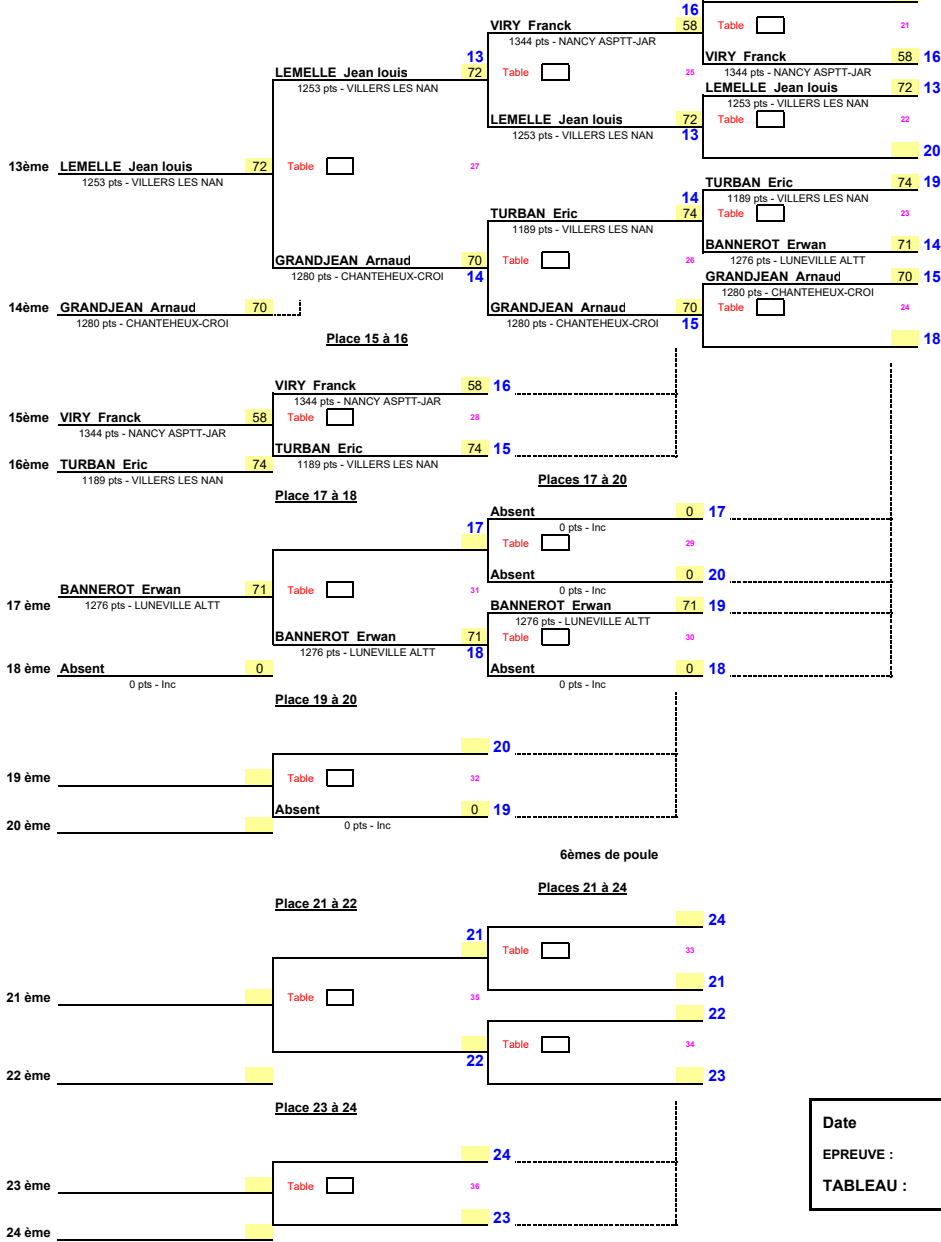 16
VIRY Franck 58 Table 21
1344 pts - NANCY ASPTT-JAR
13 VIRY Franck 58 16
LEMELLE Jean louis 72 Table 25 1344 pts - NANCY ASPTT-JAR
1253 pts - VILLERS LES NAN LEMELLE Jean louis 72 13
1253 pts - VILLERS LES NAN
LEMELLE Jean louis 72 Table 22
1253 pts - VILLERS LES NAN 13
20
13ème LEMELLE Jean louis 72 Table 27
1253 pts - VILLERS LES NAN TURBAN Eric 74 19
14 1189 pts - VILLERS LES NAN
TURBAN Eric 74 Table 23
1189 pts - VILLERS LES NAN
BANNEROT Erwan 71 14
GRANDJEAN Arnaud 70 Table 26 1276 pts - LUNEVILLE ALTT
1280 pts - CHANTEHEUX-CROI 14 GRANDJEAN Arnaud 70 15
1280 pts - CHANTEHEUX-CROI
14ème GRANDJEAN Arnaud 70 GRANDJEAN Arnaud 70 Table 24
1280 pts - CHANTEHEUX-CROI 1280 pts - CHANTEHEUX-CROI 15
Place 15 à 16 18
VIRY Franck 58 16
1344 pts - NANCY ASPTT-JAR
15ème VIRY Franck 58 Table 28
1344 pts - NANCY ASPTT-JAR
TURBAN Eric 74 15
16ème TURBAN Eric 74 1189 pts - VILLERS LES NAN
1189 pts - VILLERS LES NAN Places 17 à 20
Place 17 à 18
Absent 0 17
17 0 pts - Inc
Table 29
Absent 0 20
BANNEROT Erwan 71 Table 31 0 pts - Inc
17 ème 1276 pts - LUNEVILLE ALTT BANNEROT Erwan 71 19
1276 pts - LUNEVILLE ALTT
BANNEROT Erwan 71 Table 30
1276 pts - LUNEVILLE ALTT 18
18 ème Absent 0 Absent 0 18
0 pts - Inc 0 pts - Inc
Place 19 à 20
20
19 ème Table 32
Absent 0 19
20 ème 0 pts - Inc
6èmes de poule
Places 21 à 24
Place 21 à 22
24
21
Table 33
21
21 ème Table 35
22
Table 34
22
22 ème 23
Place 23 à 24
Date
24
EPREUVE :
23 ème Table 36
TABLEAU :
23
24 ème